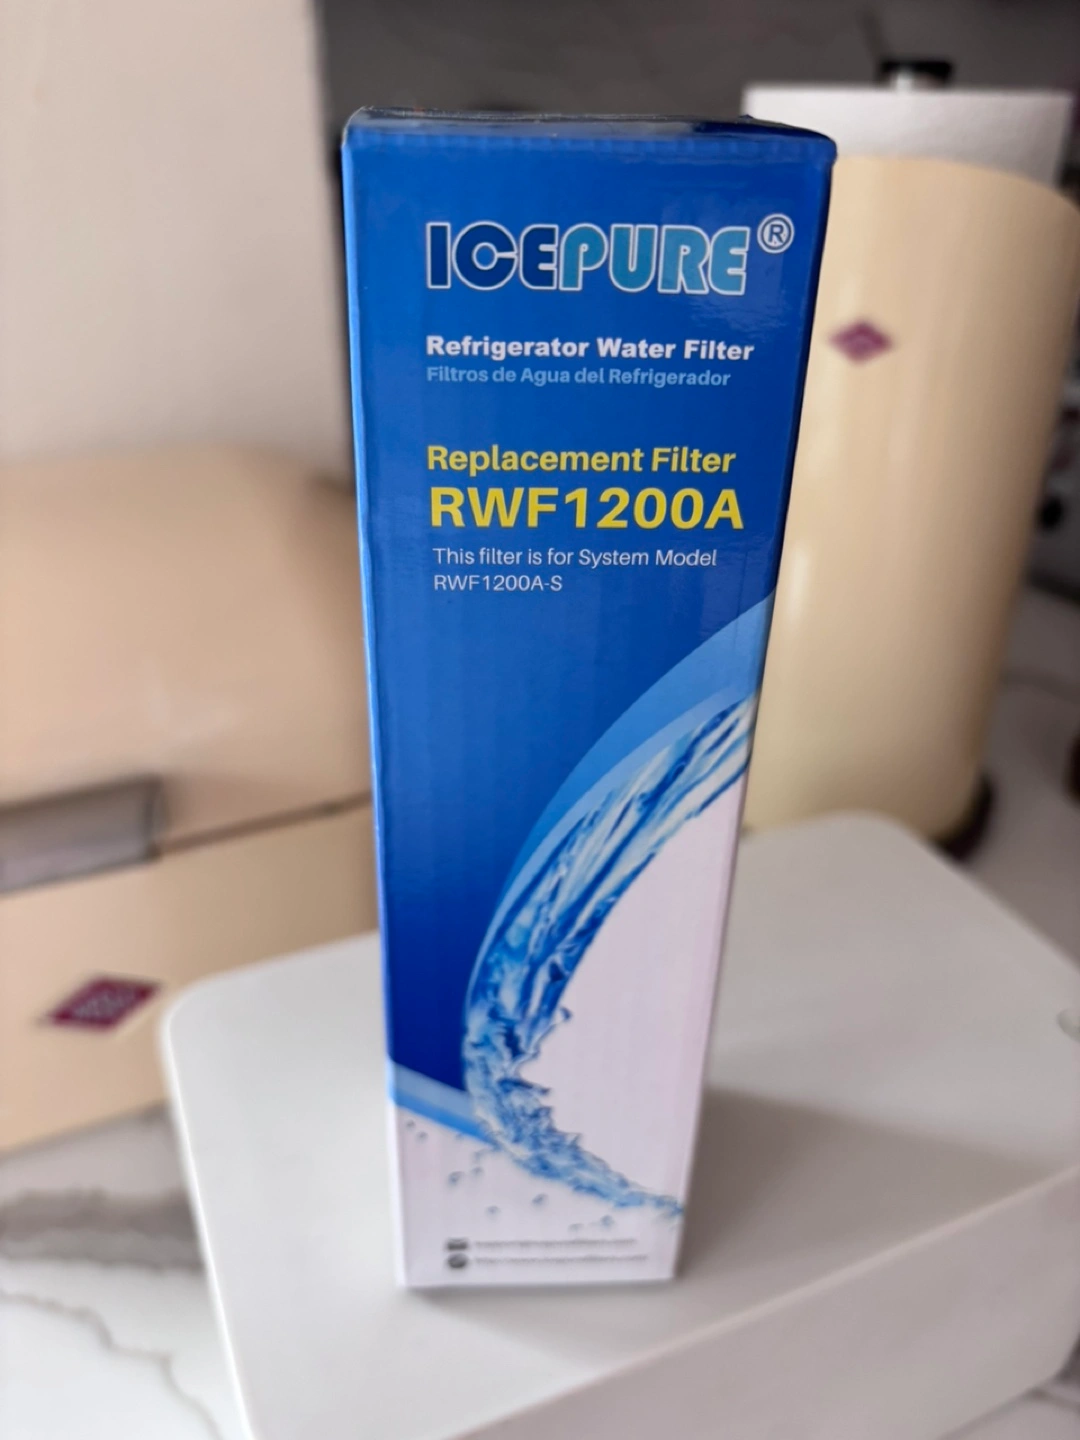 ICEPURE®
Refrigerator Water Filter
Filtros de Agua del Refrigerador
Replacement Filter
RWF1200A
This filter is for System Model
RWF1200A-S